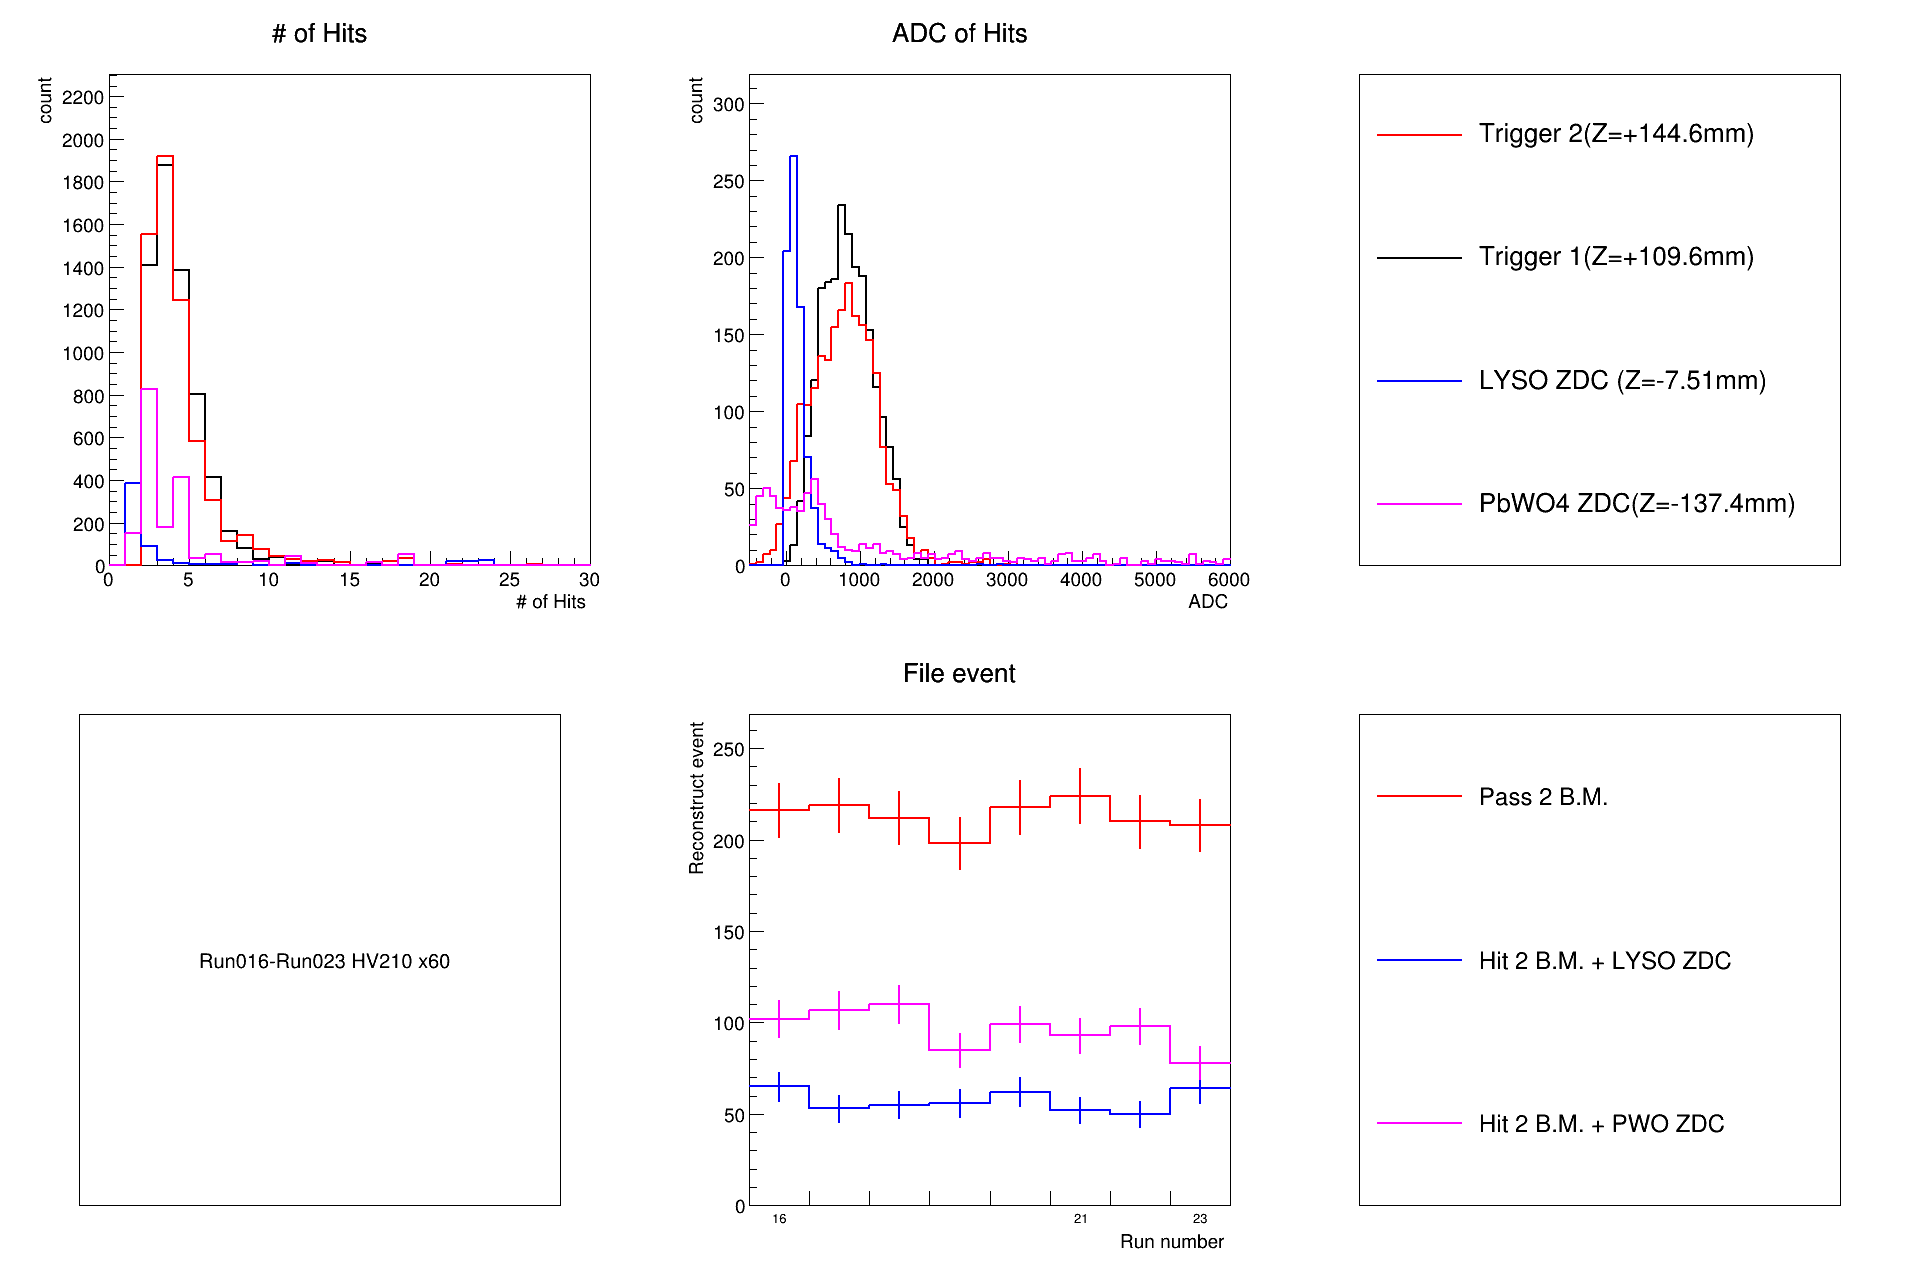 # of Hits
count
2200
2000
1800
1600
1400
1200
1000
800
600
400
200
0
0 5 10 15 20 25 30
# of Hits
ADC of Hits
count
300
250
200
150
100
50
0
0 1000 2000 3000 4000 5000 6000
ADC
Trigger 2(Z=+144.6mm)
Trigger 1(Z=+109.6mm)
LYSO ZDC (Z=-7.51mm)
PbWO4 ZDC(Z=-137.4mm)
Run016-Run023 HV210 x60
File event
Reconstruct event
250
200
150
100
50
0
16 21 23
Run number
Pass 2 B.M.
Hit 2 B.M. + LYSO ZDC
Hit 2 B.M. + PWO ZDC